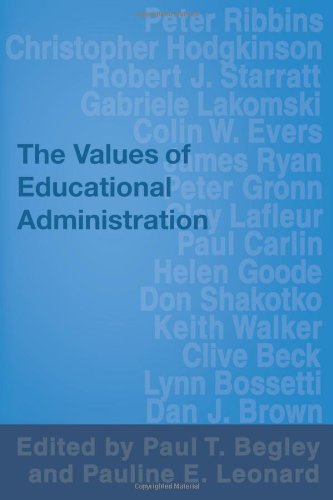 Peter Ribbins
Christopher Hodgkinson
Robert J. Starratt
Gabriele Lakomski
Colin W. Evers
The Values of
Educational
Administration
James Ryan
Peter Gronn
Clay Lafleur
Paul Carlin
Helen Goode
Don Shakotko
Keith Walker
Clive Beck
Lynn Bossetti
Dan J. Brown
Edited by Paul T. Begley
and Pauline E. Leonard